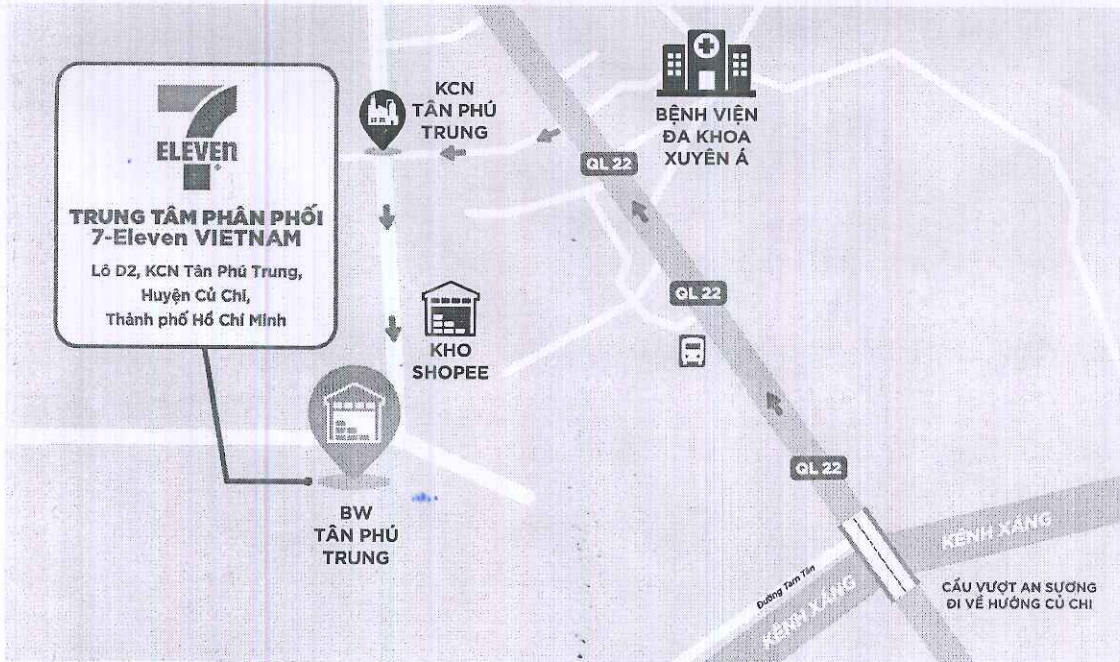 7
ELEVEN
TRUNG TÂM PHÂN PHỐI
7-Eleven VIETNAM
Lô D2, KCN Tân Phú Trung,
Huyện Củ Chi,
Thành phố Hồ Chí Minh
KCN
TÂN PHÚ
TRUNG
BỆNH VIỆN
ĐA KHOA
XUYÊN Á
QL 22
QL 22
KHO
SHOPEE
QL 22
BW
TÂN PHÚ
TRUNG
KÊNH XÁNG
Đường Tam Tân
KÊNH XÁNG
CẦU VƯỢT AN SƯƠNG
ĐI VỀ HƯỚNG CỦ CHI